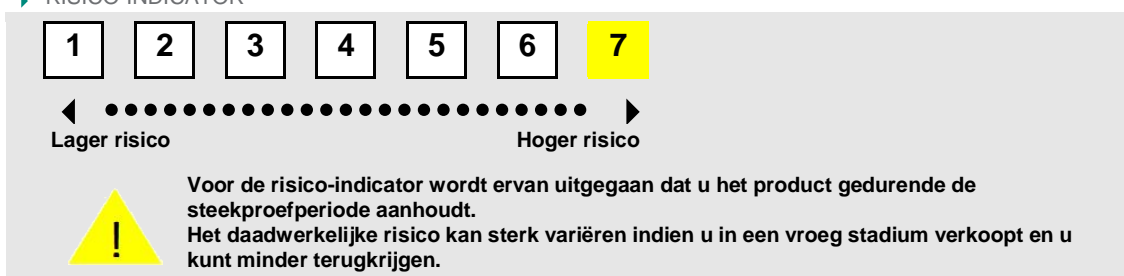 RISICO-INDICATOR
1 2 3 4 5 6 7
Lager risico Hoger risico
Voor de risico-indicator wordt ervan uitgegaan dat u het product gedurende de
steekproefperiode aanhoudt.
Het daadwerkelijke risico kan sterk variëren indien u in een vroeg stadium verkoopt en u
kunt minder terugkrijgen.